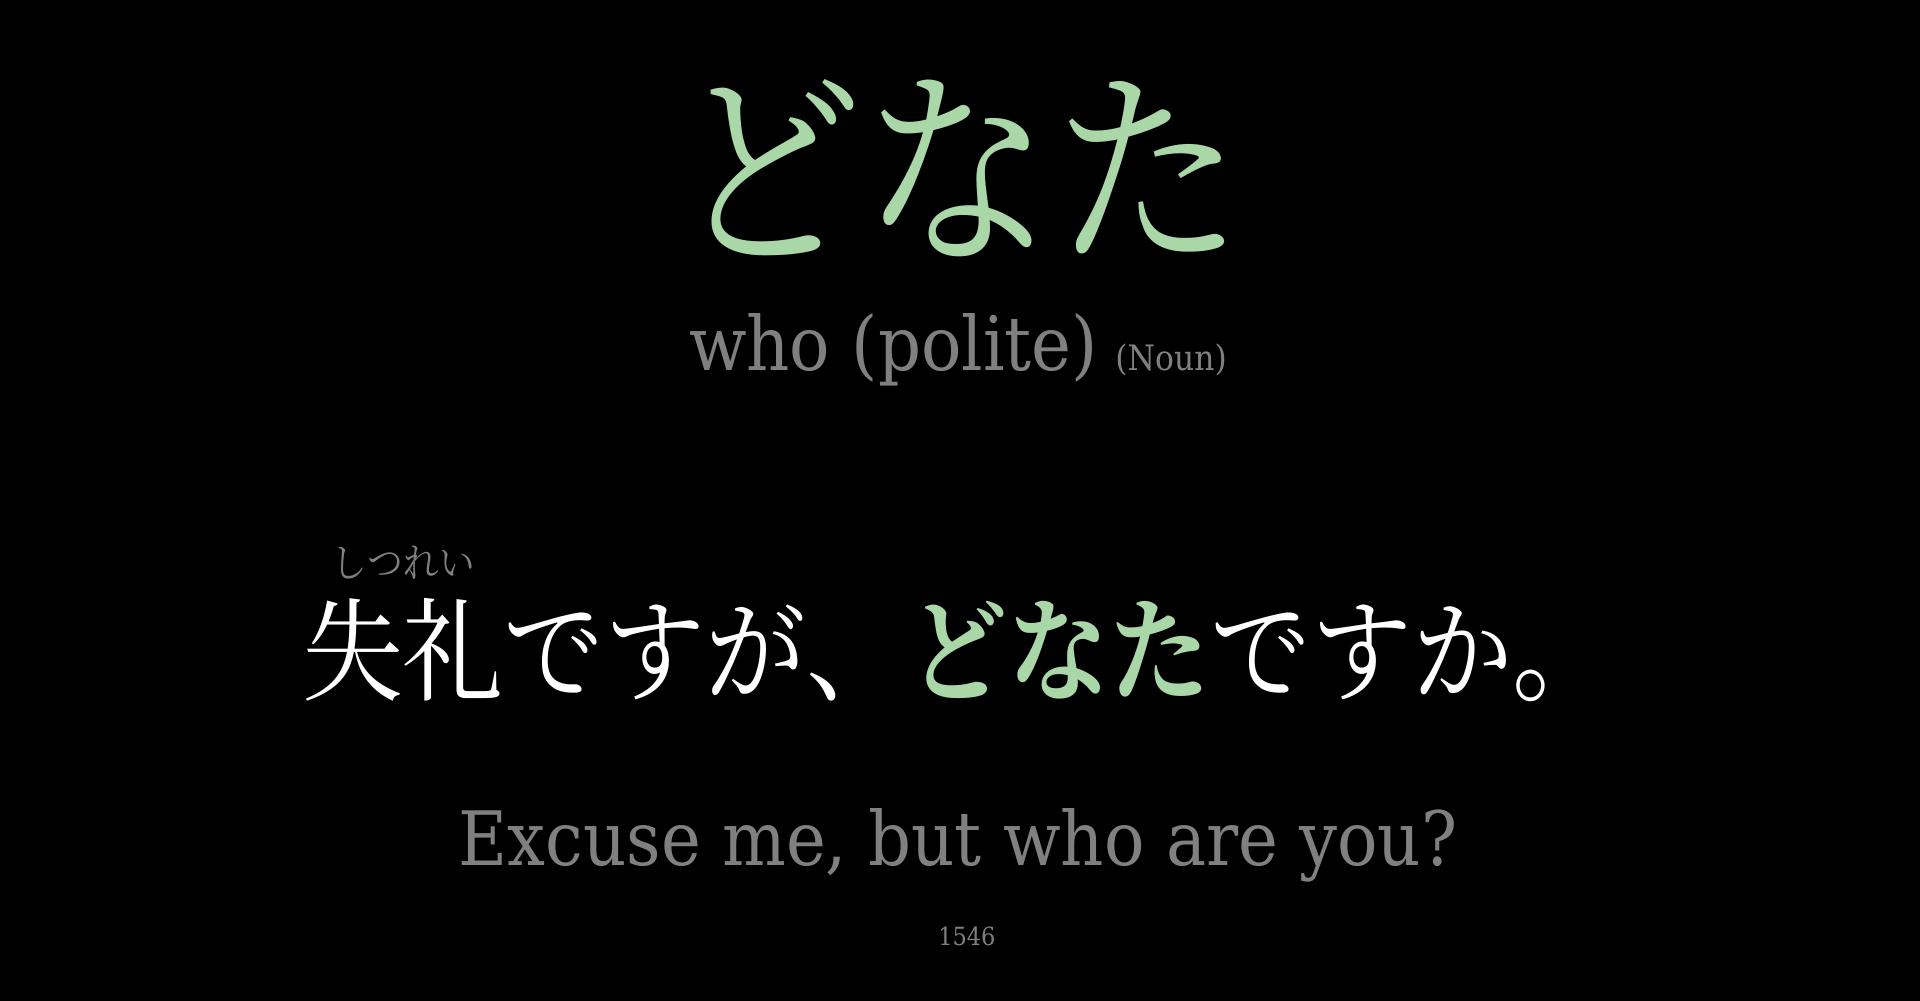 どなた
who (polite) (Noun)
しつれい
失礼ですが、どなたですか。
Excuse me, but who are you?
1546